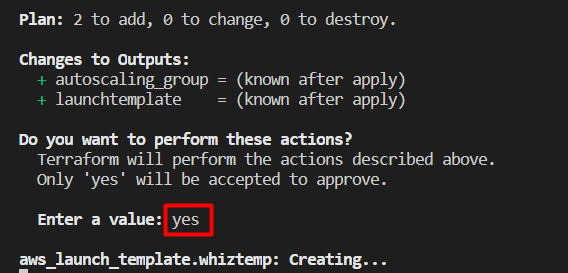 Plan: 2 to add, 0 to change, 0 to destroy.
Changes to Outputs:
+ autoscaling_group = (known after apply)
+ launchtemplate    = (known after apply)
Do you want to perform these actions?
Terraform will perform the actions described above.
Only 'yes' will be accepted to approve.
Enter a value: yes
aws_launch_template.whiztemp: Creating...